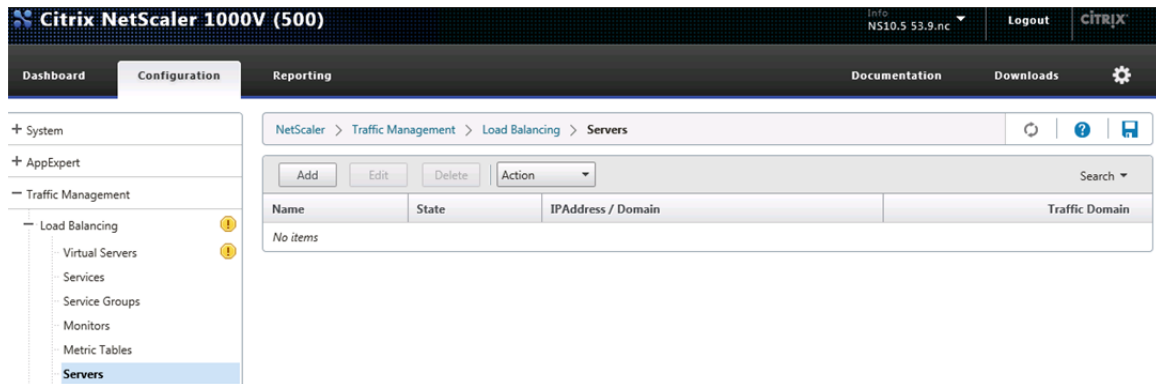 Citrix NetScaler 1000V (500)
Info
NS10.5 53.9.nc
Logout
CITRIX
Dashboard Configuration Reporting Documentation Downloads
+ System
+ AppExpert
− Traffic Management
− Load Balancing
Virtual Servers
Services
Service Groups
Monitors
Metric Tables
Servers
NetScaler > Traffic Management > Load Balancing > Servers
Add Edit Delete Action Search
Name State IPAddress / Domain Traffic Domain
No items